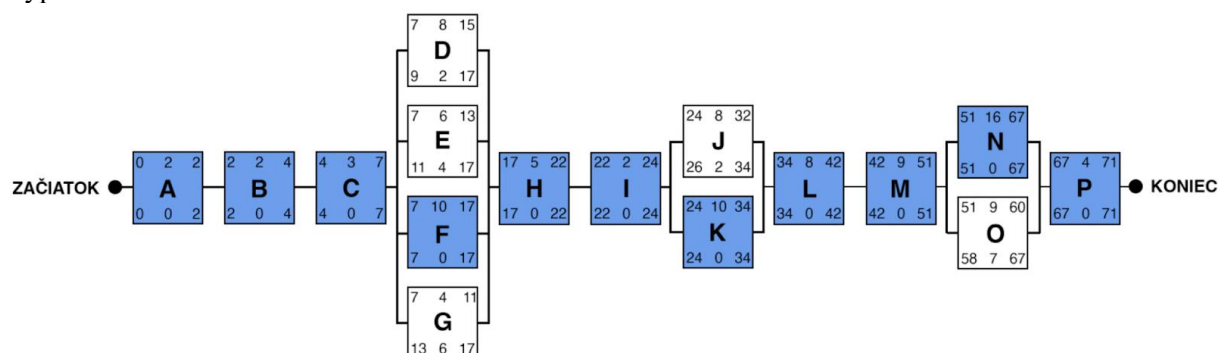 7 8 15
D
9 2 17
7 6 13
E
11 4 17
7 10 17
F
7 0 17
7 4 11
G
13 6 17
ZAČIATOK
0 2 2
A
0 0 2
2 2 4
B
2 0 4
4 3 7
C
4 0 7
17 5 22
H
17 0 22
22 2 24
I
22 0 24
24 8 32
J
26 2 34
24 10 34
K
24 0 34
34 8 42
L
34 0 42
42 9 51
M
42 0 51
51 16 67
N
51 0 67
51 9 60
O
58 7 67
67 4 71
P
67 0 71
KONIEC